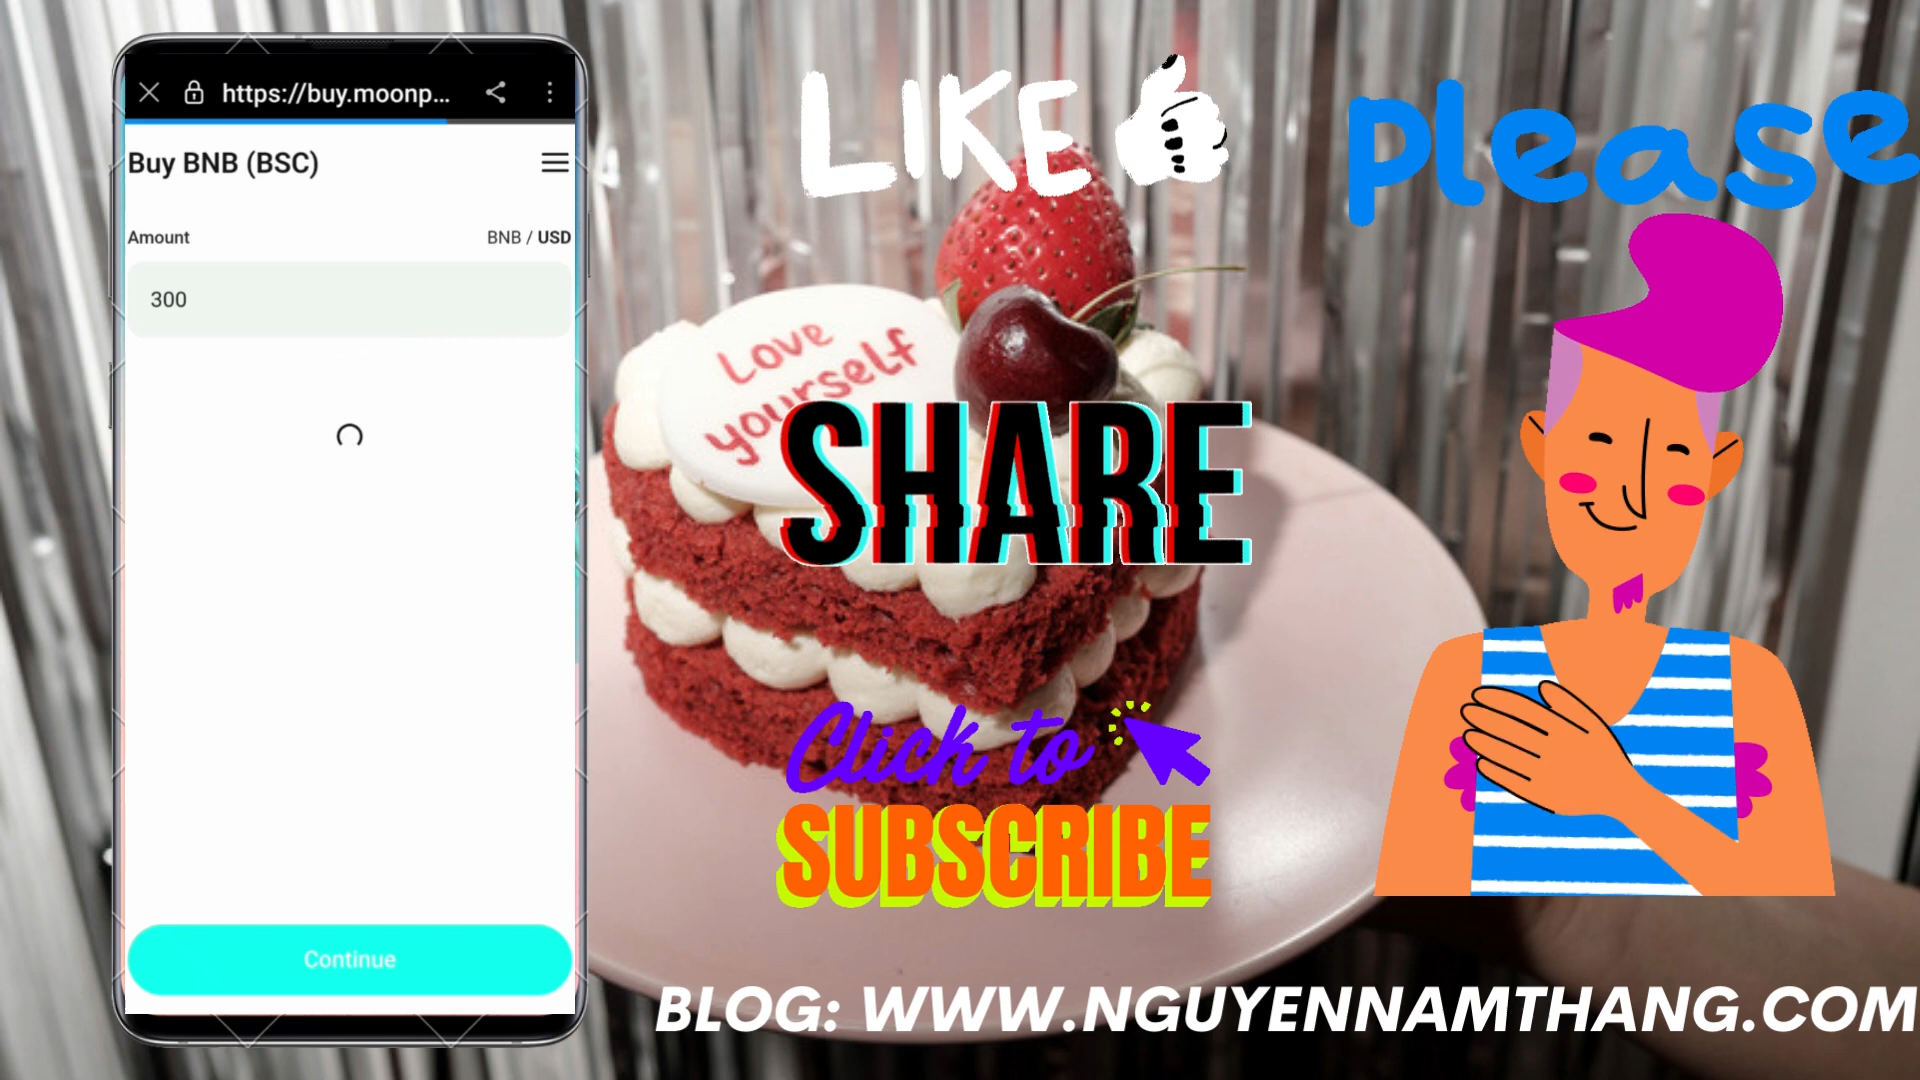 https://buy.moonp...
Buy BNB (BSC)
Amount
BNB / USD
300
Continue
LIKE
please
Love
yourself
SHARE
Click to
SUBSCRIBE
BLOG: WWW.NGUYENNAMTHANG.COM